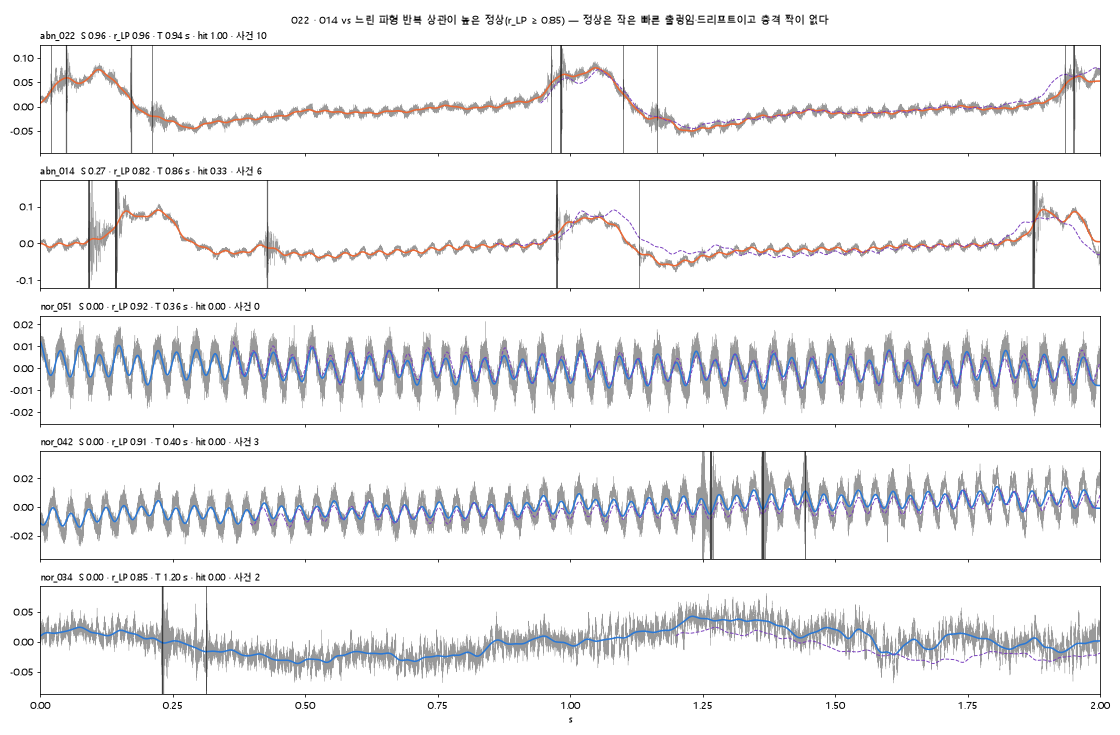 022 · 014 vs 느린 파형 반복 상관이 높은 정상(r_LP ≥ 0.85) — 정상은 작은 빠른 출렁임·드리프트이고 충격 짝이 없다
abn_022 S 0.96 · r_LP 0.96 · T 0.94 s · hit 1.00 · 사건 10
0.10
0.05
0.00
-0.05
abn_014 S 0.27 · r_LP 0.82 · T 0.86 s · hit 0.33 · 사건 6
0.1
0.0
-0.1
nor_051 S 0.00 · r_LP 0.92 · T 0.36 s · hit 0.00 · 사건 0
0.02
0.01
0.00
-0.01
-0.02
nor_042 S 0.00 · r_LP 0.91 · T 0.40 s · hit 0.00 · 사건 3
0.02
0.00
-0.02
nor_034 S 0.00 · r_LP 0.85 · T 1.20 s · hit 0.00 · 사건 2
0.05
0.00
-0.05
0.00 0.25 0.50 0.75 1.00 1.25 1.50 1.75 2.00
s